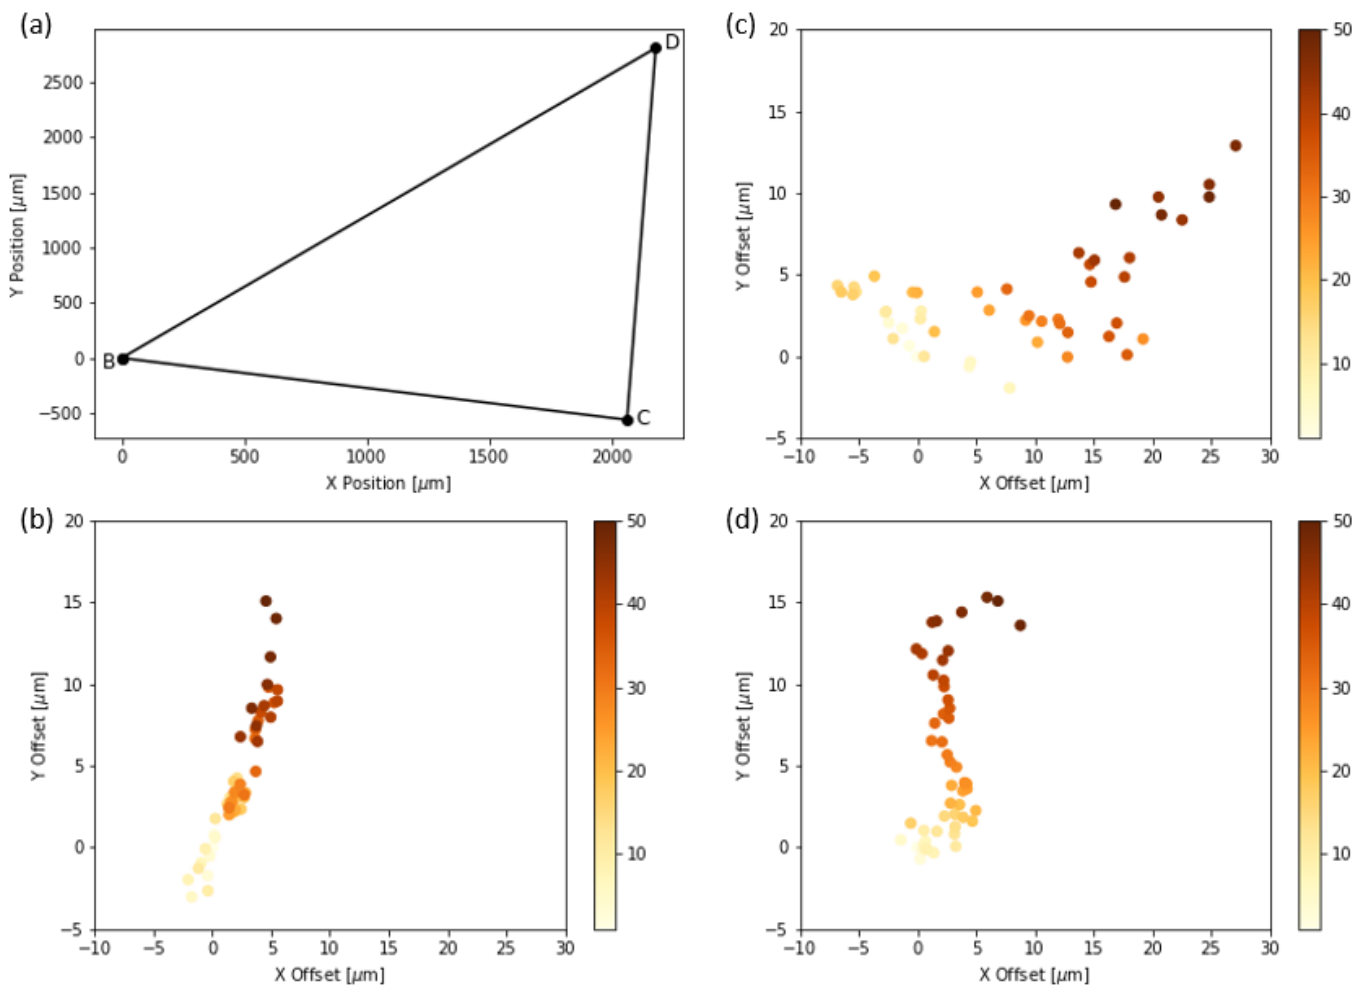 (a)
D
2500
2000
1500
1000
500
0
−500
B
C
0 500 1000 1500 2000
X Position [μm]
Y Position [μm]
(c)
20
15
10
5
0
−5
−10 −5 0 5 10 15 20 25 30
X Offset [μm]
Y Offset [μm]
50
40
30
20
10
(b)
20
15
10
5
0
−5
−10 −5 0 5 10 15 20 25 30
X Offset [μm]
Y Offset [μm]
50
40
30
20
10
(d)
20
15
10
5
0
−5
−10 −5 0 5 10 15 20 25 30
X Offset [μm]
Y Offset [μm]
50
40
30
20
10